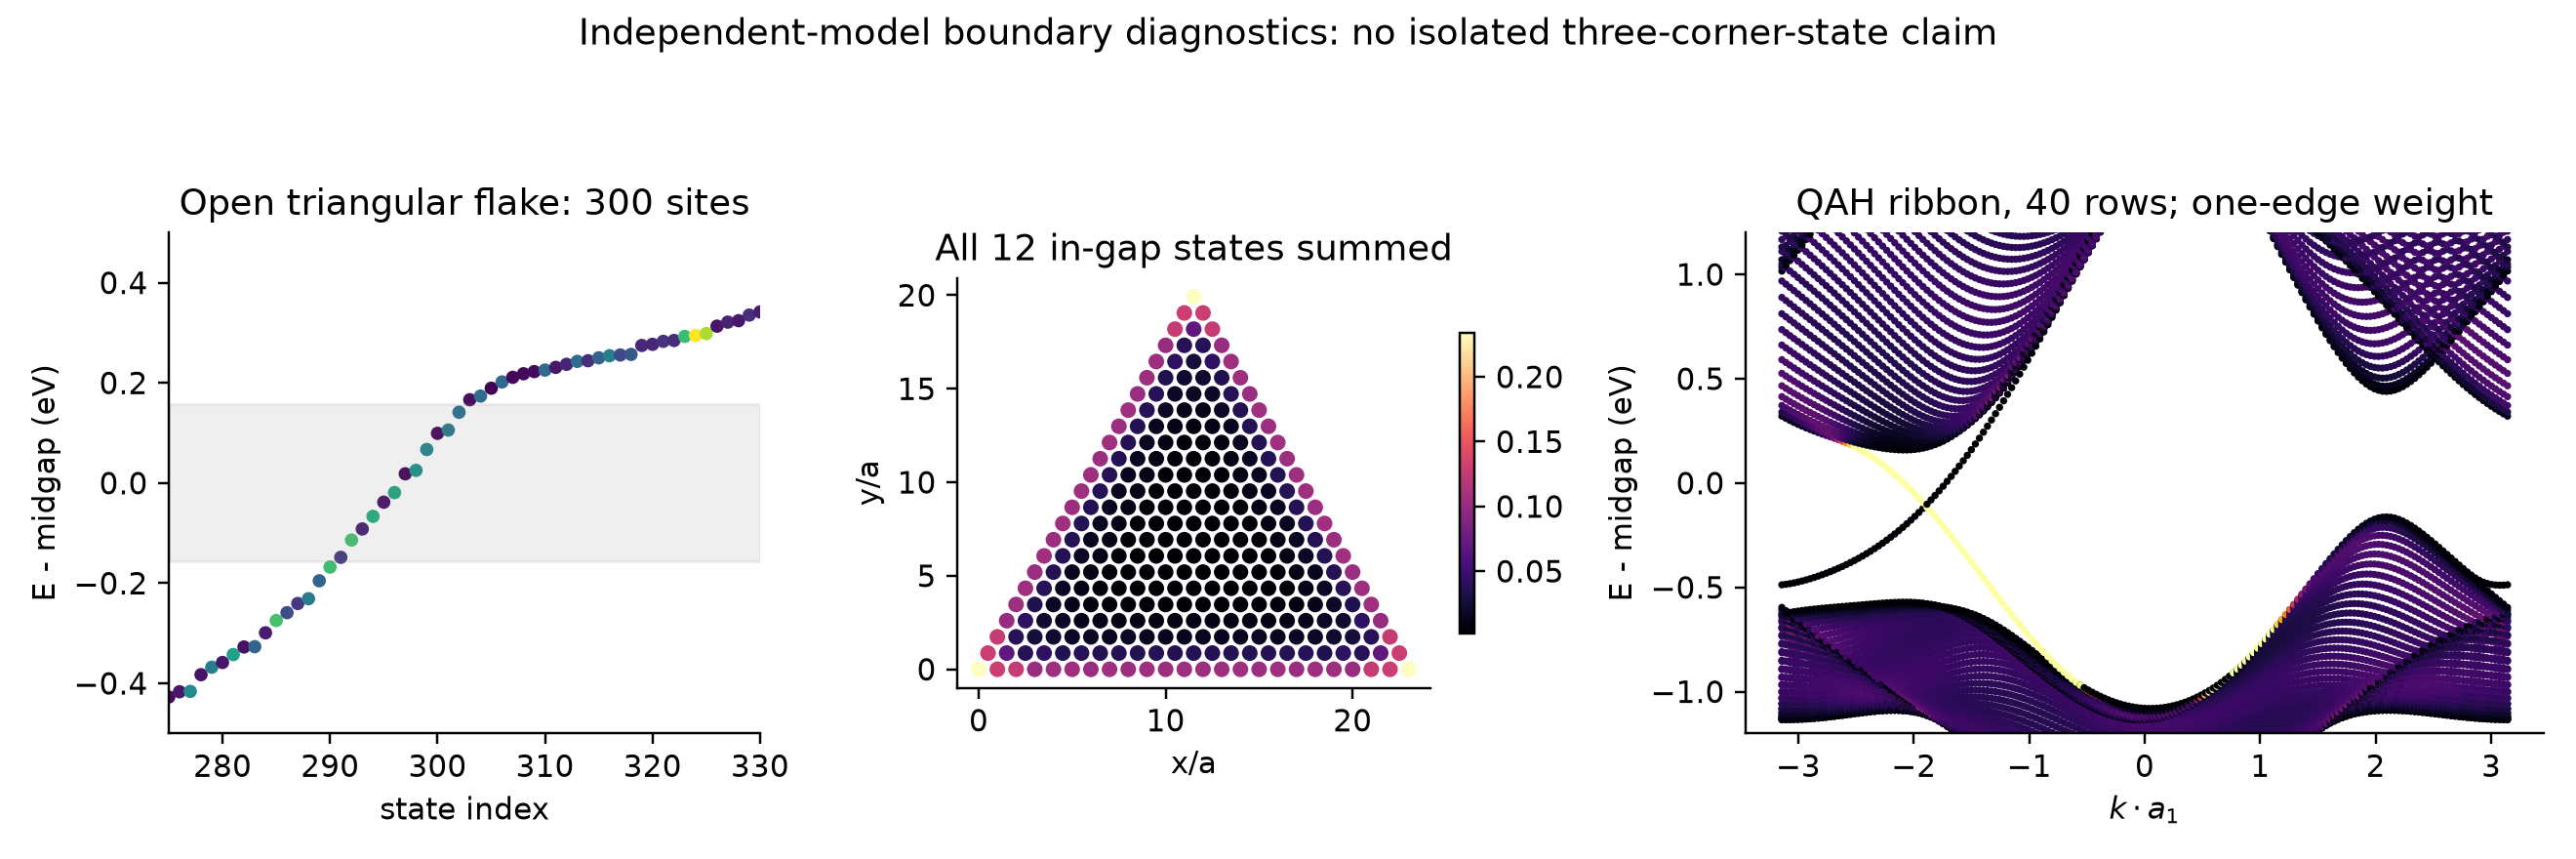 Independent-model boundary diagnostics: no isolated three-corner-state claim
Open triangular flake: 300 sites
0.4
0.2
0.0
−0.2
−0.4
E - midgap (eV)
280 290 300 310 320 330
state index
All 12 in-gap states summed
20
15
10
5
0
y/a
0 10 20
x/a
0.20
0.15
0.10
0.05
QAH ribbon, 40 rows; one-edge weight
1.0
0.5
0.0
−0.5
−1.0
E - midgap (eV)
−3 −2 −1 0 1 2 3
k · a₁